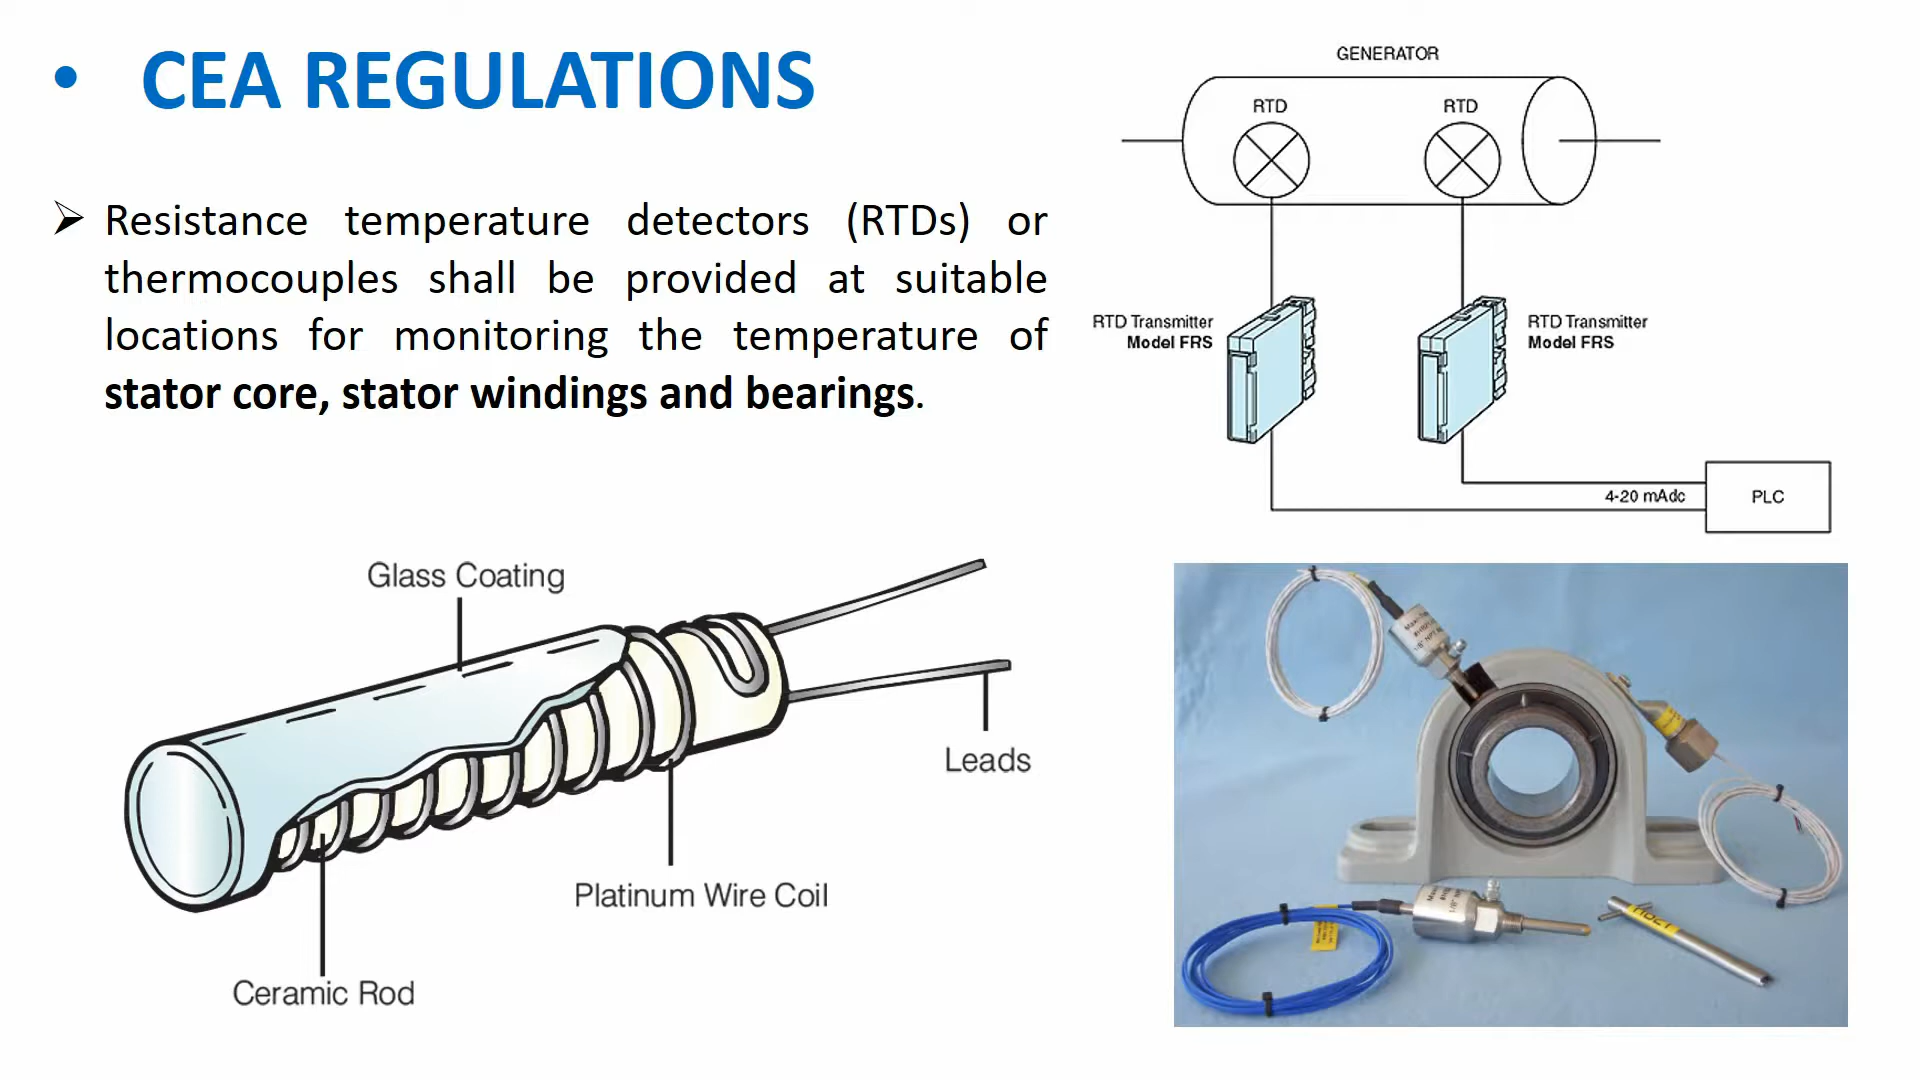 • CEA REGULATIONS
➢ Resistance temperature detectors (RTDs) or
thermocouples shall be provided at suitable
locations for monitoring the temperature of
stator core, stator windings and bearings.
GENERATOR
RTD
RTD
RTD Transmitter
Model FRS
RTD Transmitter
Model FRS
4-20 mAdc
PLC
Glass Coating
Leads
Platinum Wire Coil
Ceramic Rod